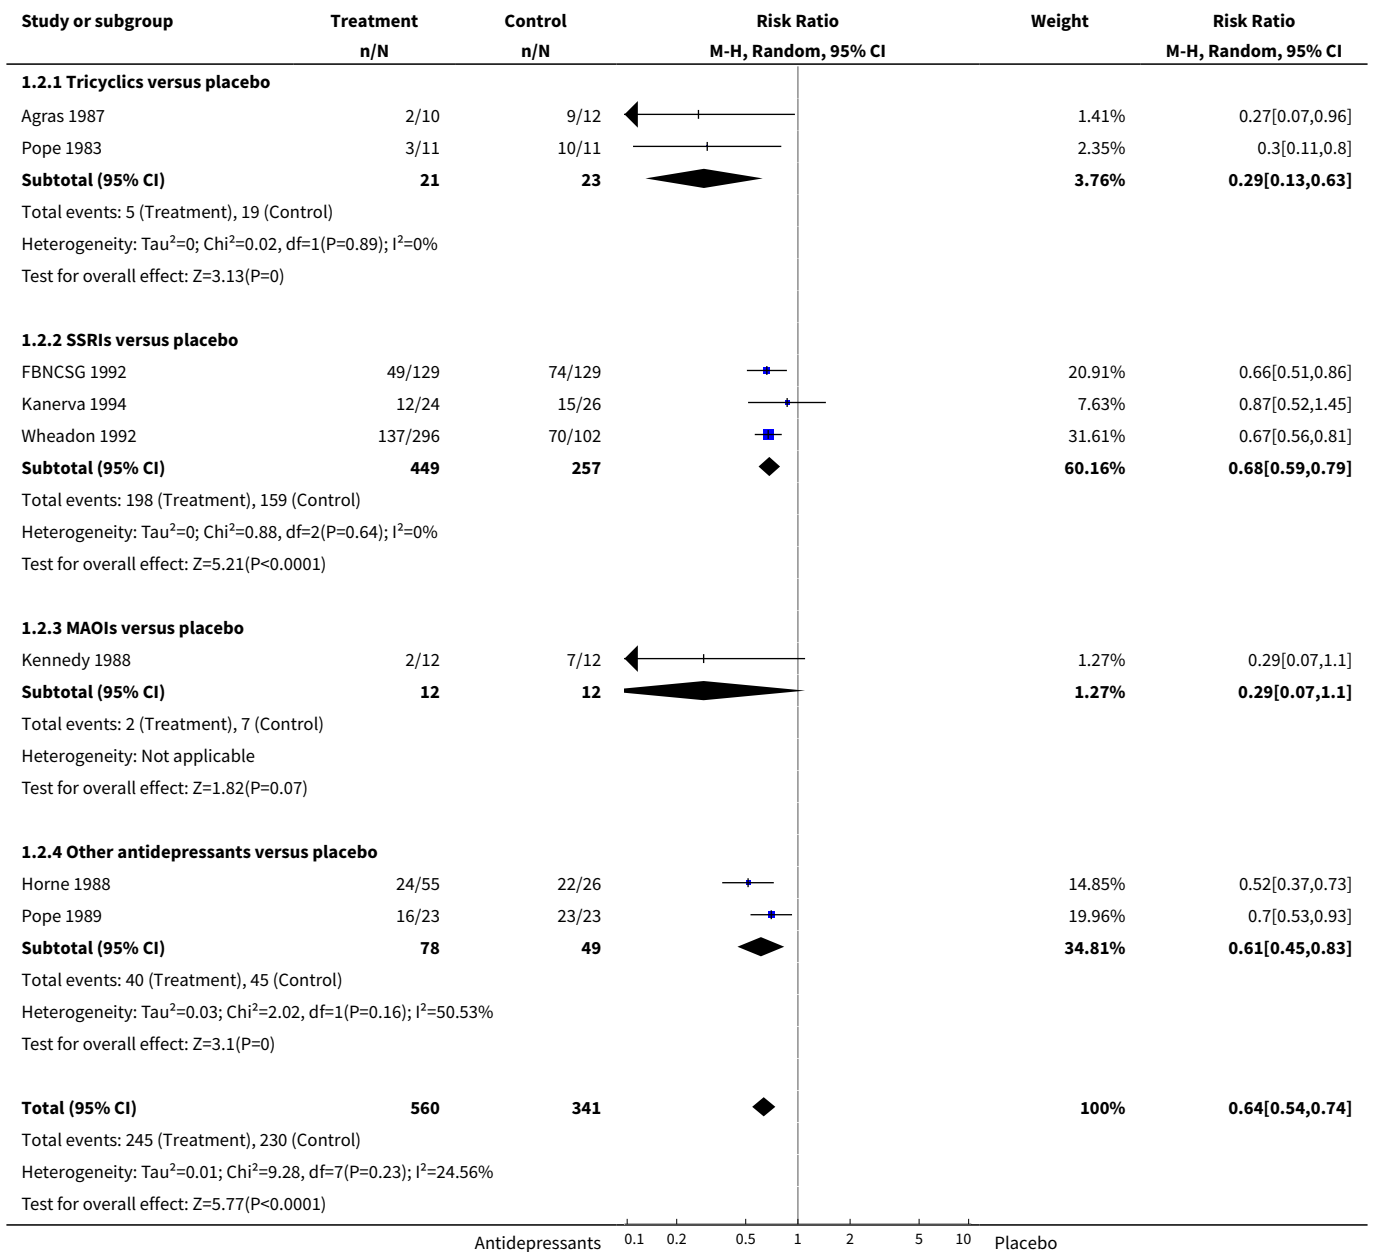 Study or subgroup Treatment Control Risk Ratio Weight Risk Ratio
n/N n/N M-H, Random, 95% CI M-H, Random, 95% CI
1.2.1 Tricyclics versus placebo
Agras 1987 2/10 9/12 1.41% 0.27[0.07,0.96]
Pope 1983 3/11 10/11 2.35% 0.3[0.11,0.8]
Subtotal (95% CI) 21 23 3.76% 0.29[0.13,0.63]
Total events: 5 (Treatment), 19 (Control)
Heterogeneity: Tau²=0; Chi²=0.02, df=1(P=0.89); I²=0%
Test for overall effect: Z=3.13(P=0)
1.2.2 SSRIs versus placebo
FBNCSG 1992 49/129 74/129 20.91% 0.66[0.51,0.86]
Kanerva 1994 12/24 15/26 7.63% 0.87[0.52,1.45]
Wheadon 1992 137/296 70/102 31.61% 0.67[0.56,0.81]
Subtotal (95% CI) 449 257 60.16% 0.68[0.59,0.79]
Total events: 198 (Treatment), 159 (Control)
Heterogeneity: Tau²=0; Chi²=0.88, df=2(P=0.64); I²=0%
Test for overall effect: Z=5.21(P<0.0001)
1.2.3 MAOIs versus placebo
Kennedy 1988 2/12 7/12 1.27% 0.29[0.07,1.1]
Subtotal (95% CI) 12 12 1.27% 0.29[0.07,1.1]
Total events: 2 (Treatment), 7 (Control)
Heterogeneity: Not applicable
Test for overall effect: Z=1.82(P=0.07)
1.2.4 Other antidepressants versus placebo
Horne 1988 24/55 22/26 14.85% 0.52[0.37,0.73]
Pope 1989 16/23 23/23 19.96% 0.7[0.53,0.93]
Subtotal (95% CI) 78 49 34.81% 0.61[0.45,0.83]
Total events: 40 (Treatment), 45 (Control)
Heterogeneity: Tau²=0.03; Chi²=2.02, df=1(P=0.16); I²=50.53%
Test for overall effect: Z=3.1(P=0)
Total (95% CI) 560 341 100% 0.64[0.54,0.74]
Total events: 245 (Treatment), 230 (Control)
Heterogeneity: Tau²=0.01; Chi²=9.28, df=7(P=0.23); I²=24.56%
Test for overall effect: Z=5.77(P<0.0001)
Antidepressants 0.1 0.2 0.5 1 2 5 10 Placebo